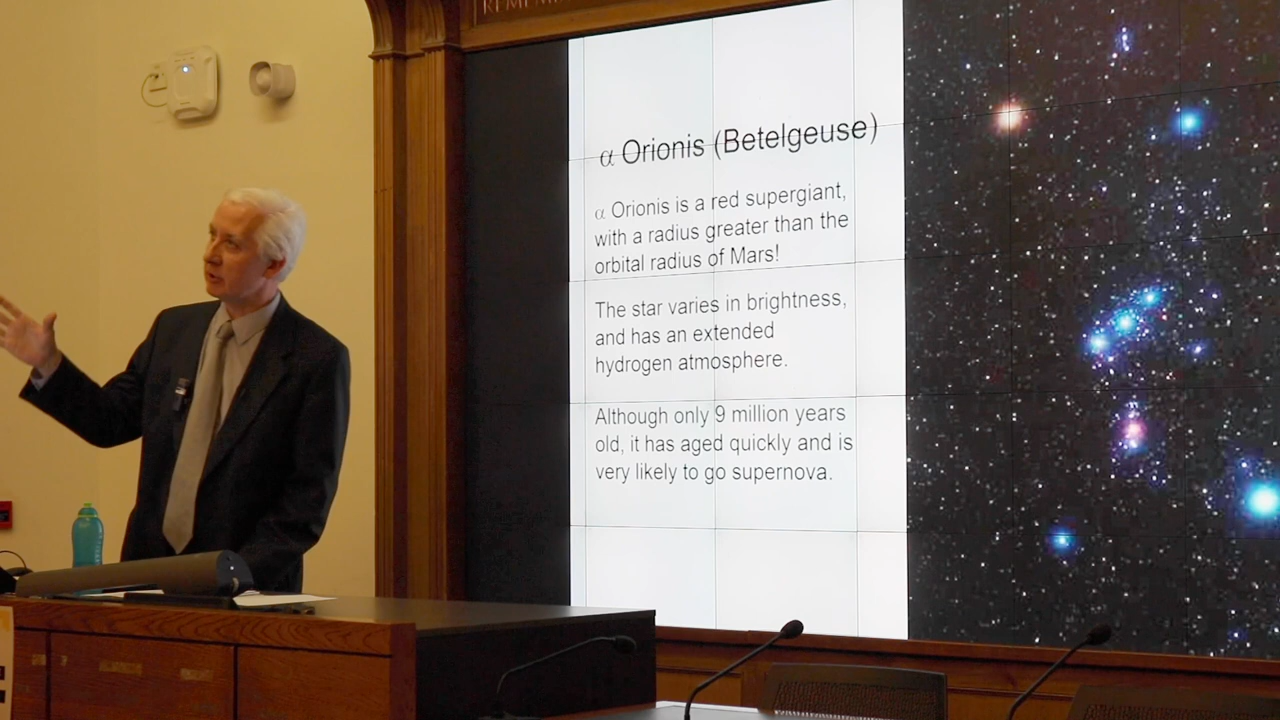 α Orionis (Betelgeuse)
α Orionis is a red supergiant,
with a radius greater than the
orbital radius of Mars!
The star varies in brightness,
and has an extended
hydrogen atmosphere.
Although only 9 million years
old, it has aged quickly and is
very likely to go supernova.